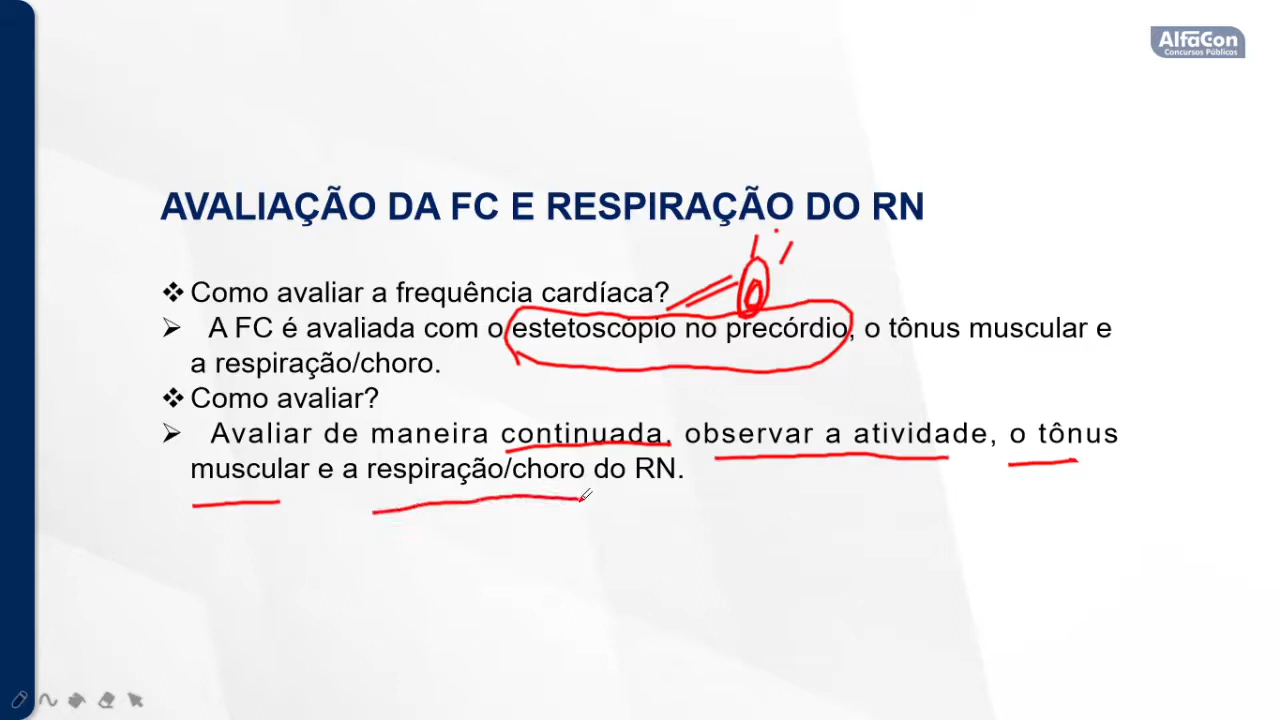 AlfaCon
Concursos Públicos
AVALIAÇÃO DA FC E RESPIRAÇÃO DO RN
❖ Como avaliar a frequência cardíaca?
➢ A FC é avaliada com o estetoscópio no precórdio, o tônus muscular e
a respiração/choro.
❖ Como avaliar?
➢ Avaliar de maneira continuada, observar a atividade, o tônus
muscular e a respiração/choro do RN.